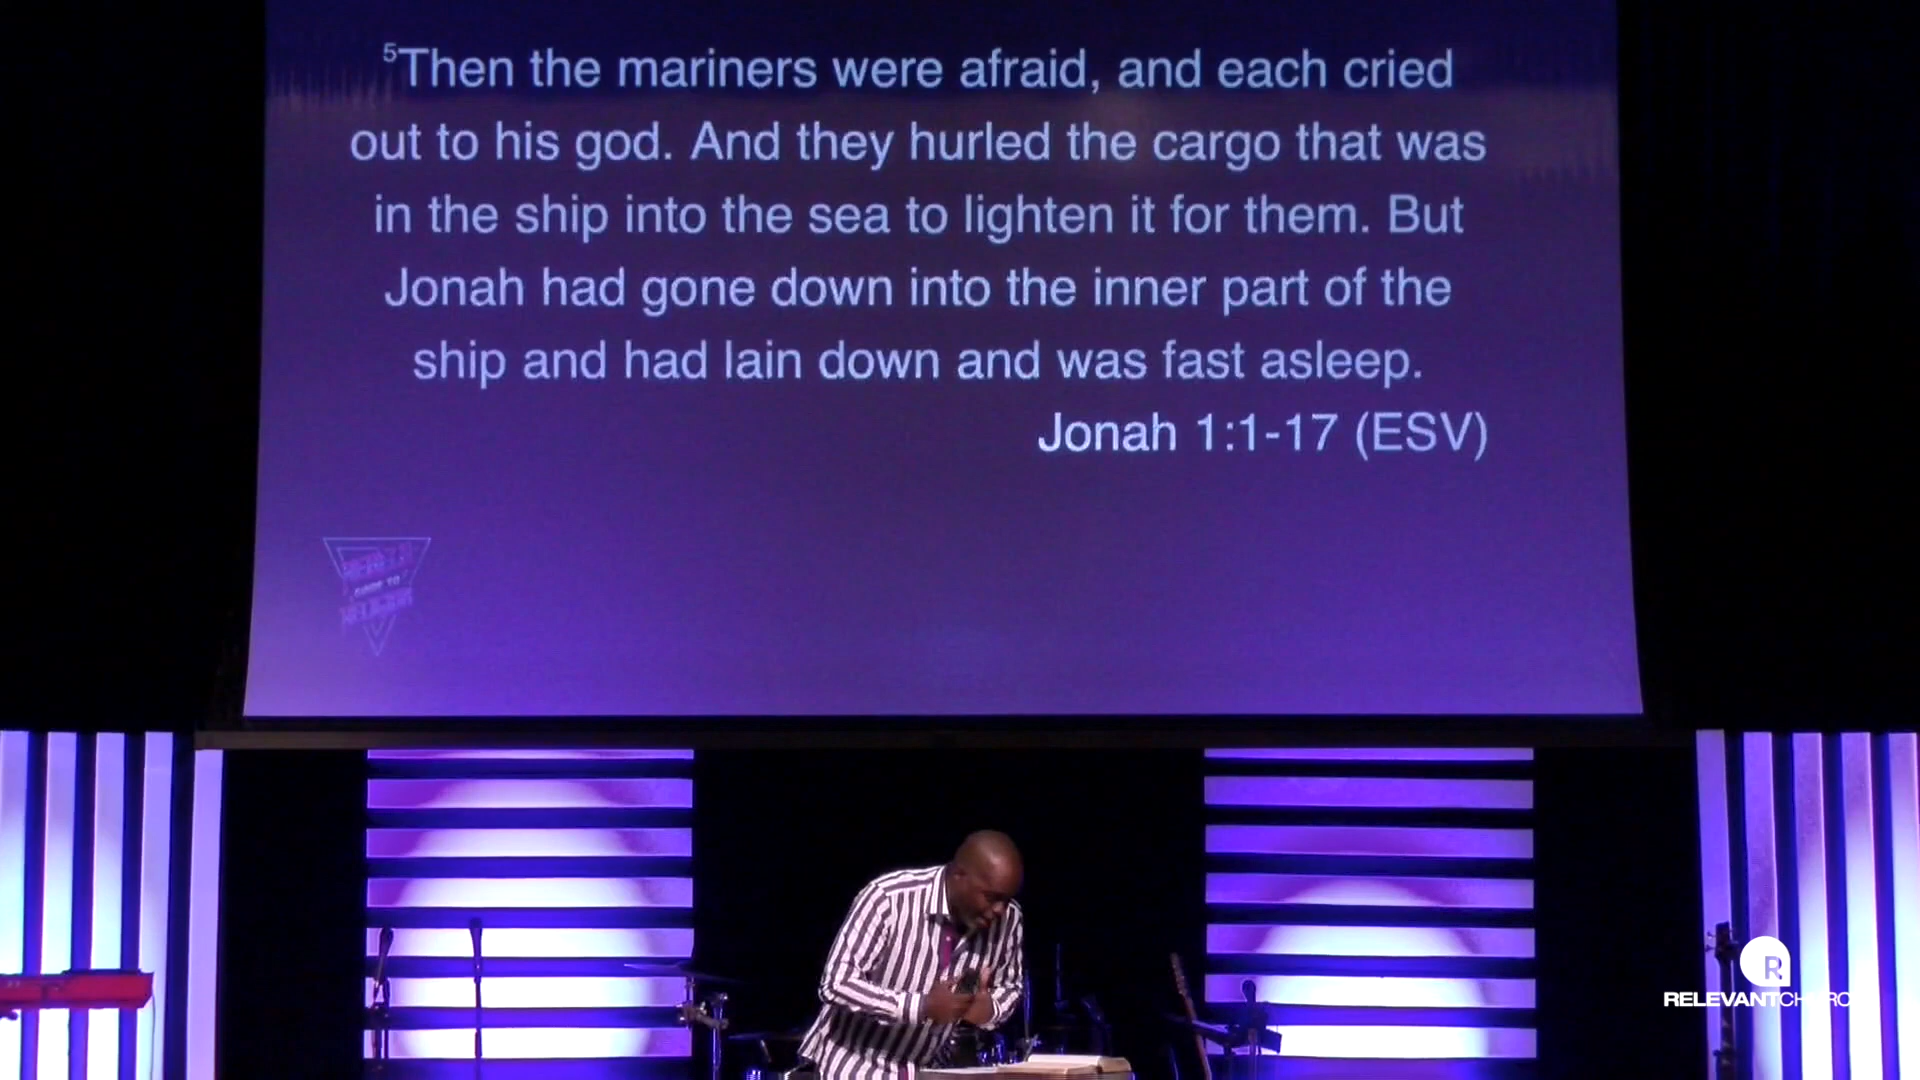 ⁵Then the mariners were afraid, and each cried
out to his god. And they hurled the cargo that was
in the ship into the sea to lighten it for them. But
Jonah had gone down into the inner part of the
ship and had lain down and was fast asleep.
Jonah 1:1-17 (ESV)
R
RELEVANTCHURC